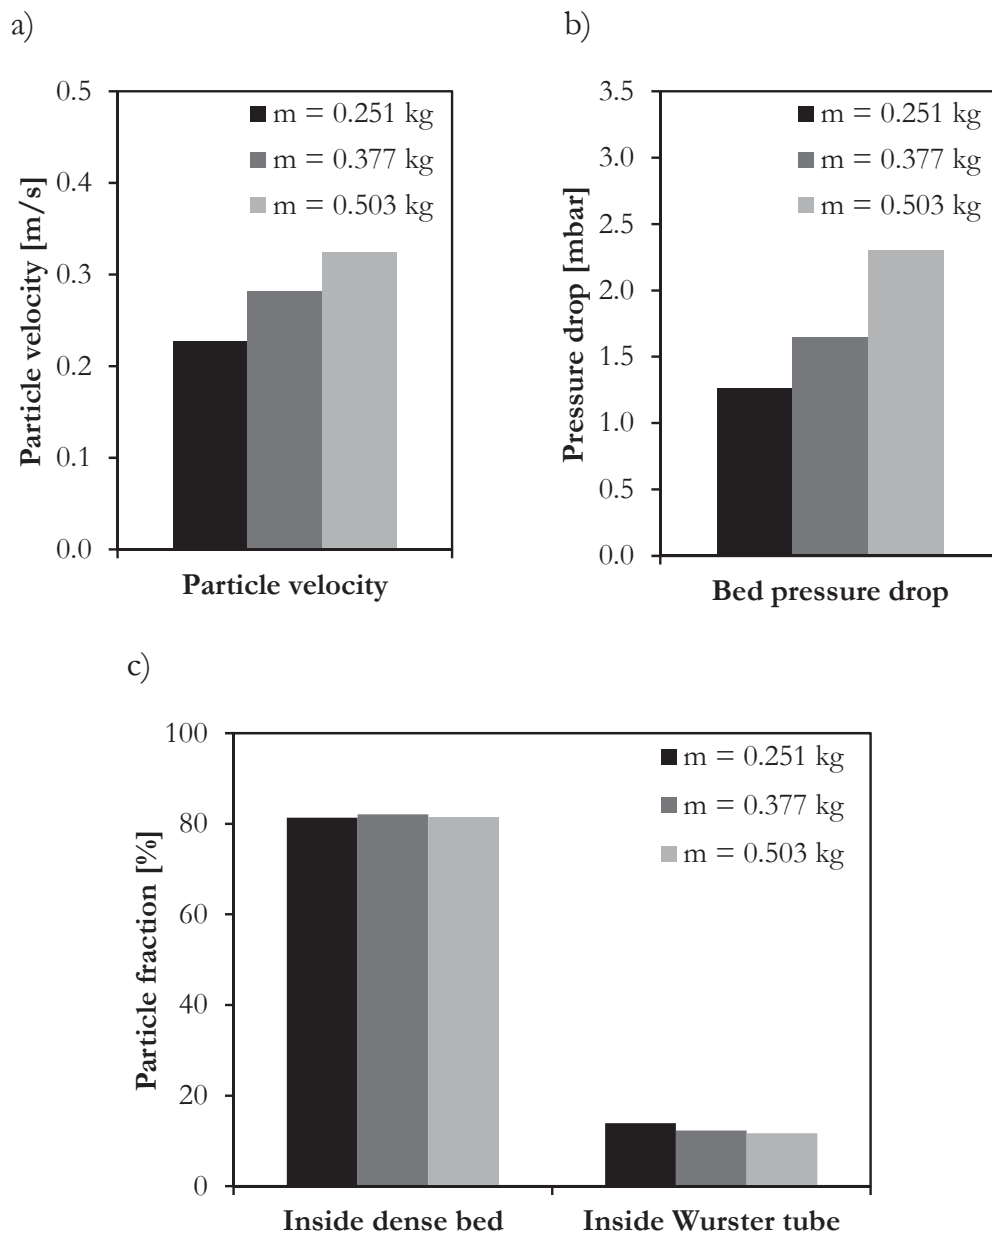 a)
0.5
0.4
0.3
0.2
0.1
0.0
Particle velocity [m/s]
m = 0.251 kg
m = 0.377 kg
m = 0.503 kg
Particle velocity
b)
3.5
3.0
2.5
2.0
1.5
1.0
0.5
0.0
Pressure drop [mbar]
m = 0.251 kg
m = 0.377 kg
m = 0.503 kg
Bed pressure drop
c)
100
80
60
40
20
0
Particle fraction [%]
m = 0.251 kg
m = 0.377 kg
m = 0.503 kg
Inside dense bed
Inside Wurster tube